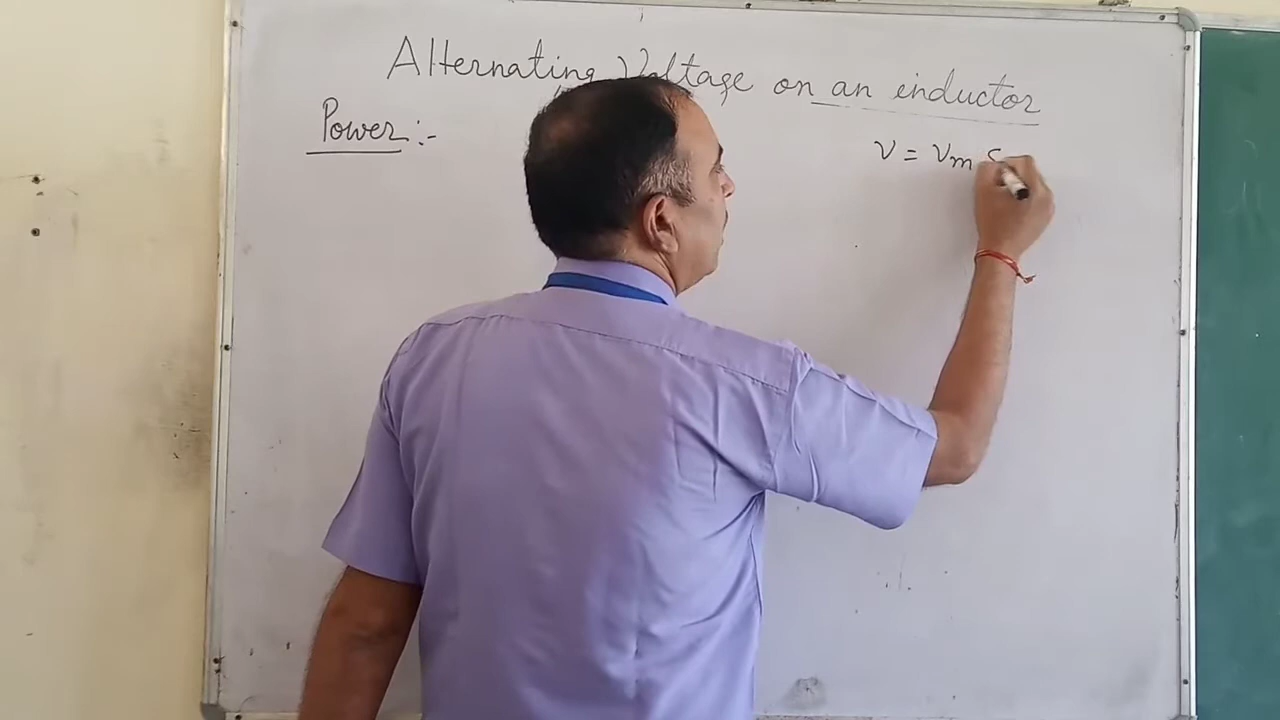 Alternating Voltage on an inductor
Power :-
v = vm S